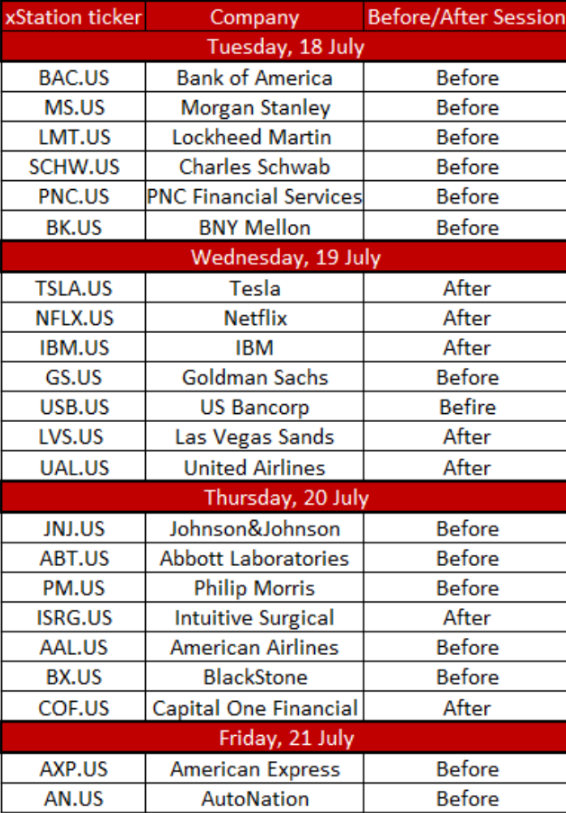 xStation ticker Company Before/After Session
Tuesday, 18 July
BAC.US Bank of America Before
MS.US Morgan Stanley Before
LMT.US Lockheed Martin Before
SCHW.US Charles Schwab Before
PNC.US PNC Financial Services Before
BK.US BNY Mellon Before
Wednesday, 19 July
TSLA.US Tesla After
NFLX.US Netflix After
IBM.US IBM After
GS.US Goldman Sachs Before
USB.US US Bancorp Befire
LVS.US Las Vegas Sands After
UAL.US United Airlines After
Thursday, 20 July
JNJ.US Johnson&Johnson Before
ABT.US Abbott Laboratories Before
PM.US Philip Morris Before
ISRG.US Intuitive Surgical After
AAL.US American Airlines Before
BX.US BlackStone Before
COF.US Capital One Financial After
Friday, 21 July
AXP.US American Express Before
AN.US AutoNation Before